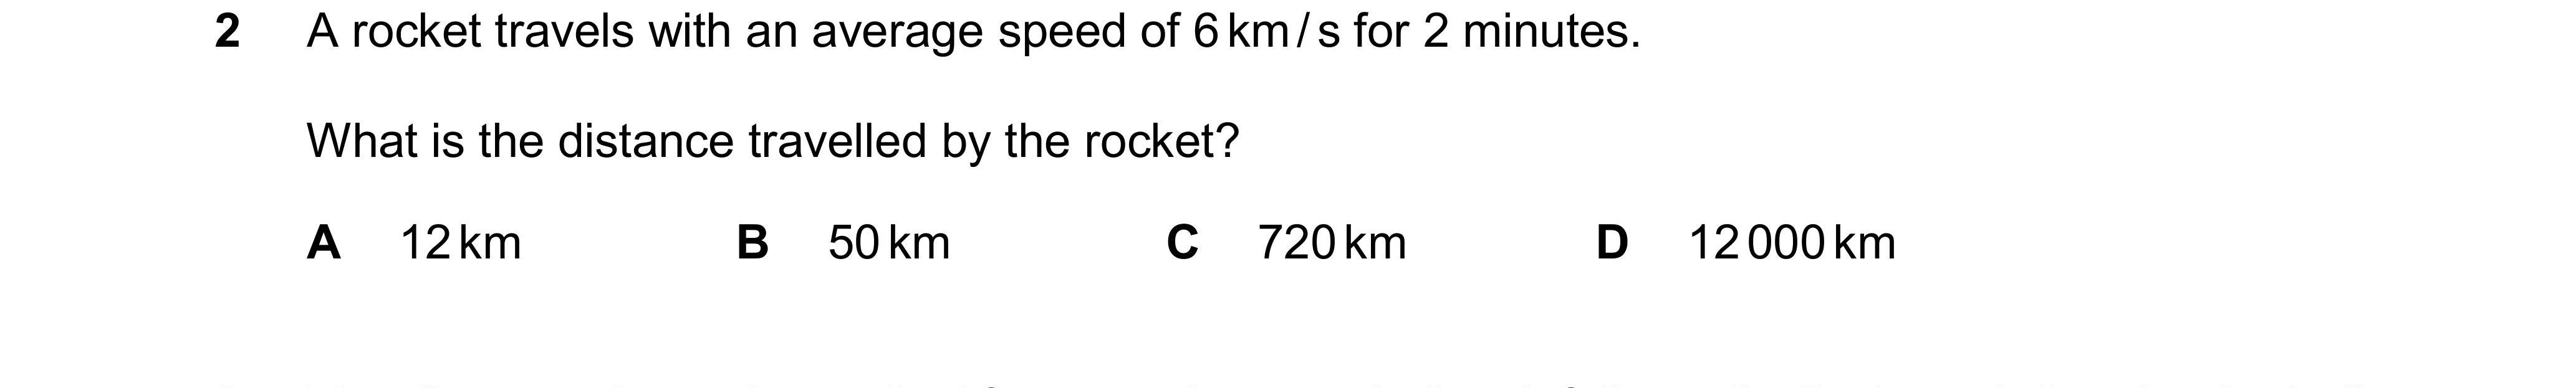 2 A rocket travels with an average speed of 6 km/s for 2 minutes.
What is the distance travelled by the rocket?
A 12 km B 50 km C 720 km D 12 000 km